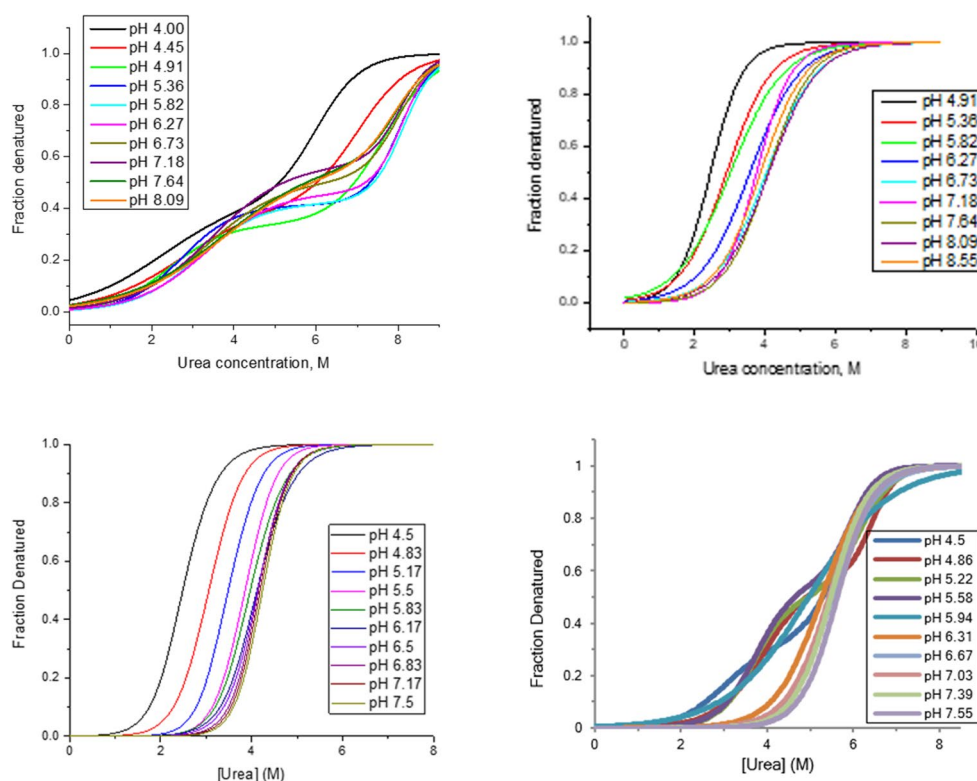 Fraction denatured
1.0
0.8
0.6
0.4
0.2
0.0
pH 4.00
pH 4.45
pH 4.91
pH 5.36
pH 5.82
pH 6.27
pH 6.73
pH 7.18
pH 7.64
pH 8.09
0 2 4 6 8
Urea concentration, M
Fraction denatured
1.0
0.8
0.6
0.4
0.2
0.0
pH 4.91
pH 5.36
pH 5.82
pH 6.27
pH 6.73
pH 7.18
pH 7.64
pH 8.09
pH 8.55
0 2 4 6 8 10
Urea concentration, M
Fraction Denatured
1.0
0.8
0.6
0.4
0.2
0.0
pH 4.5
pH 4.83
pH 5.17
pH 5.5
pH 5.83
pH 6.17
pH 6.5
pH 6.83
pH 7.17
pH 7.5
0 2 4 6 8
[Urea] (M)
Fraction Denatured
1
0.8
0.6
0.4
0.2
0
pH 4.5
pH 4.86
pH 5.22
pH 5.58
pH 5.94
pH 6.31
pH 6.67
pH 7.03
pH 7.39
pH 7.55
0 2 4 6 8
[Urea] (M)